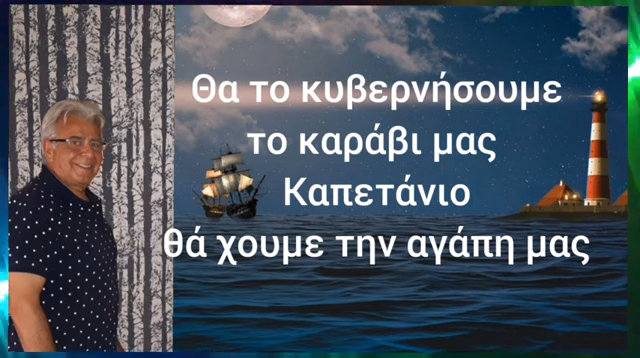 Θα το κυβερνήσουμε
το καράβι μας
Καπετάνιο
θά χουμε την αγάπη μας